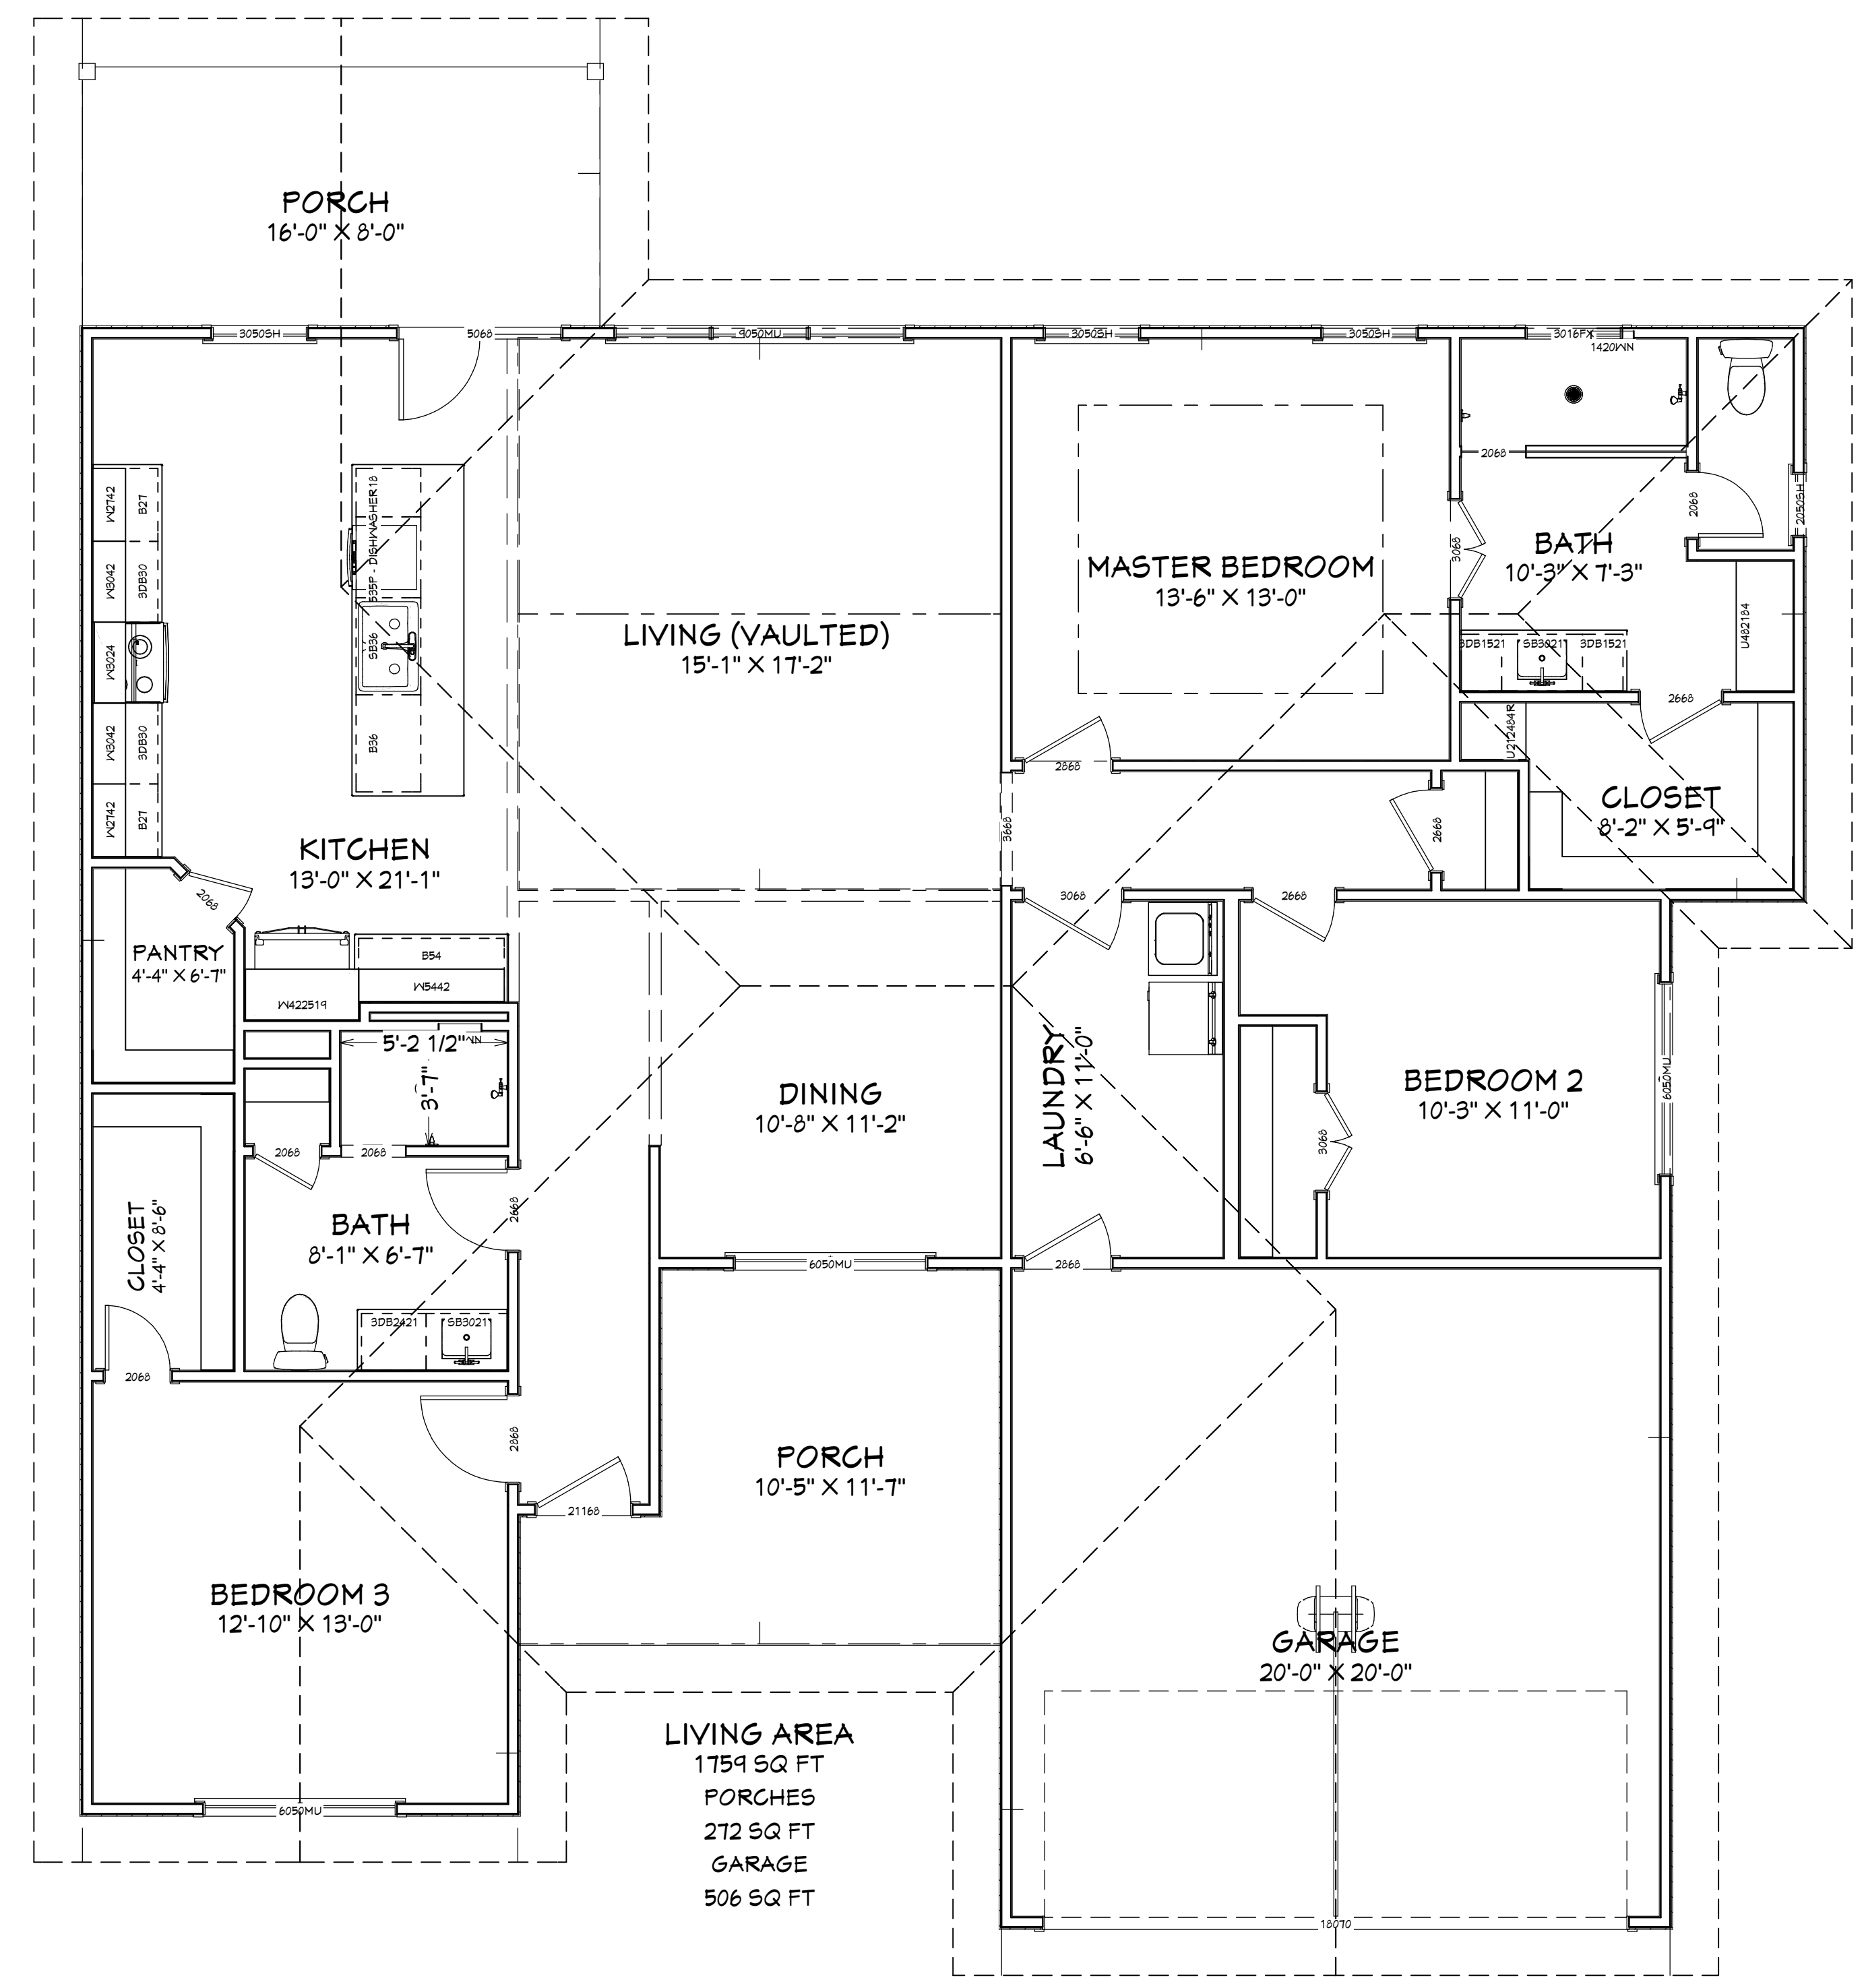 PORCH
16'-0" X 8'-0"
3050SH
5068
9050MU
3050SH
3050SH
3016FX
1420WN
2068
2068
2050SH
W2742
B27
W3042
3DB30
W3024
W3042
3DB30
W2742
B27
DISHWASHER18
SB36
B36
LIVING (VAULTED)
15'-1" X 17'-2"
MASTER BEDROOM
13'-6" X 13'-0"
3068
BATH
10'-3" X 7'-3"
3DB1521
SB3021
3DB1521
U482184
2668
U212484R
CLOSET
8'-2" X 5'-9"
2868
3668
2668
KITCHEN
13'-0" X 21'-1"
2068
3068
2668
PANTRY
4'-4" X 6'-7"
B54
W5442
W422519
5'-2 1/2"
3'-7"
2068
2068
DINING
10'-8" X 11'-2"
LAUNDRY
6'-6" X 11'-0"
BEDROOM 2
10'-3" X 11'-0"
6050MU
3068
CLOSET
4'-4" X 8'-6"
BATH
8'-1" X 6'-7"
2668
6050MU
2868
3DB2421
SB3021
2068
2868
PORCH
10'-5" X 11'-7"
21168
BEDROOM 3
12'-10" X 13'-0"
GARAGE
20'-0" X 20'-0"
6050MU
LIVING AREA
1759 SQ FT
PORCHES
272 SQ FT
GARAGE
506 SQ FT
18070